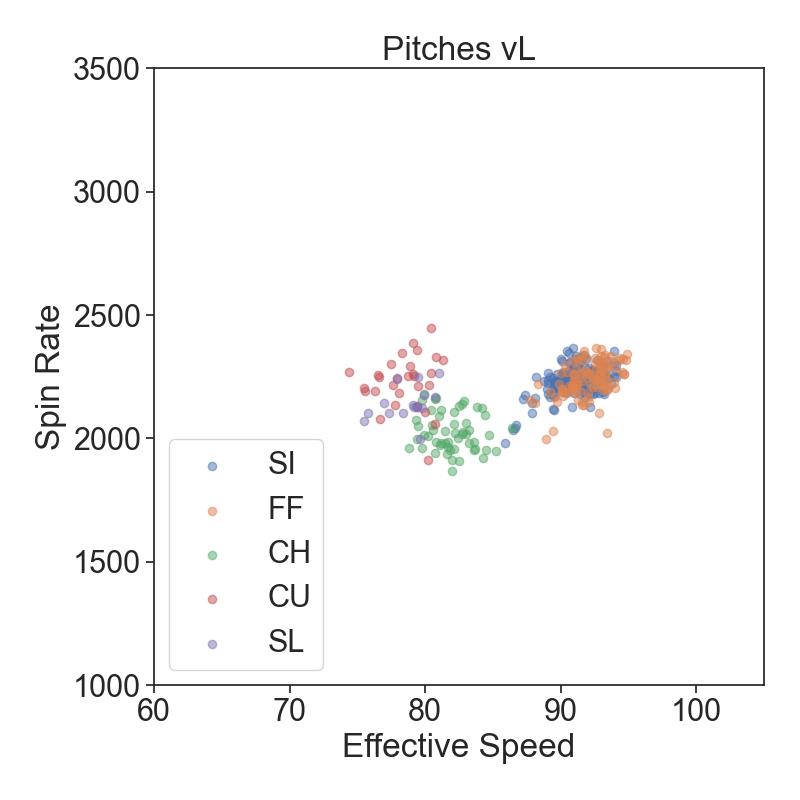 Pitches vL
Spin Rate
3500
3000
2500
2000
1500
1000
SI
FF
CH
CU
SL
60 70 80 90 100
Effective Speed